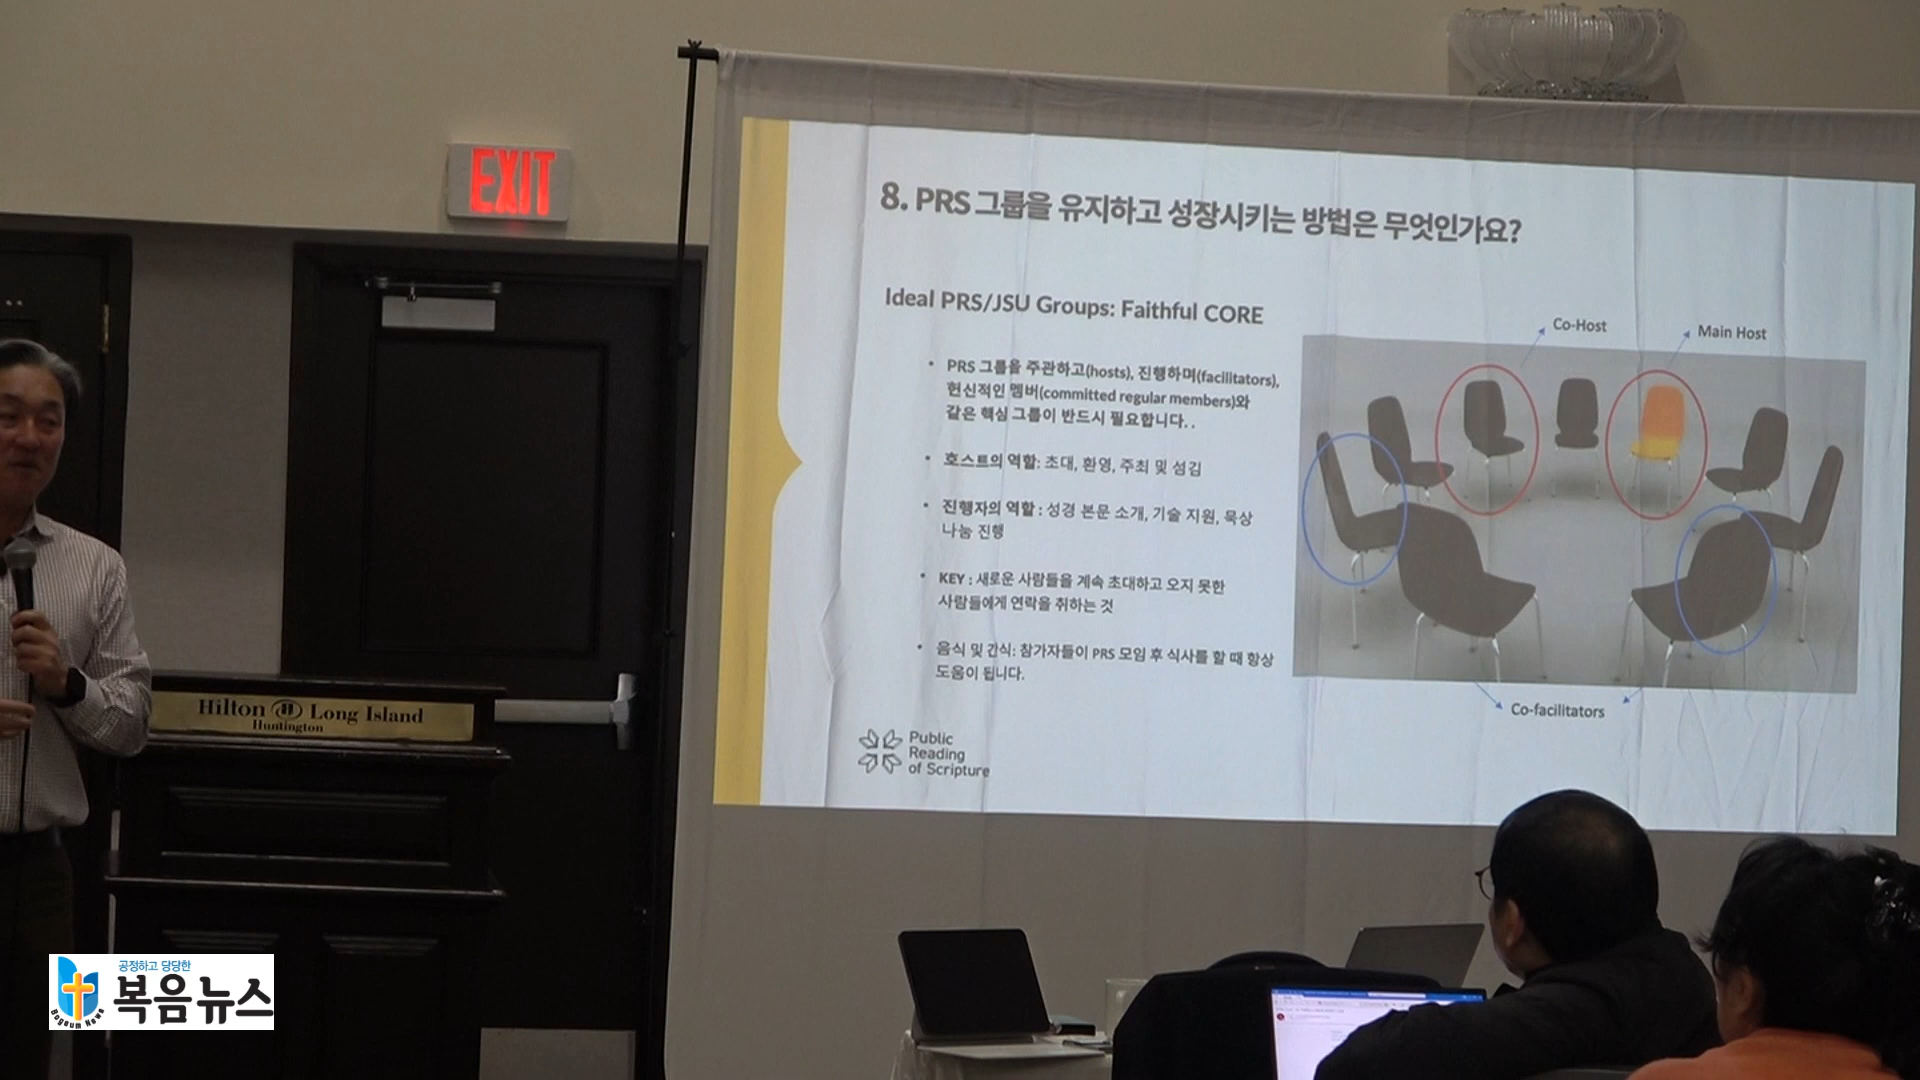 EXIT
8. PRS 그룹을 유지하고 성장시키는 방법은 무엇인가요?
Ideal PRS/JSU Groups: Faithful CORE
• PRS 그룹을 주관하고(hosts), 진행하며(facilitators),
헌신적인 멤버(committed regular members)와
같은 핵심 그룹이 반드시 필요합니다. .
• 호스트의 역할: 초대, 환영, 주최 및 섬김
• 진행자의 역할 : 성경 본문 소개, 기술 지원, 묵상
나눔 진행
• KEY : 새로운 사람들을 계속 초대하고 오지 못한
사람들에게 연락을 취하는 것
• 음식 및 간식: 참가자들이 PRS 모임 후 식사를 할 때 항상
도움이 됩니다.
Co-Host
Main Host
Co-facilitators
Public
Reading
of Scripture
Hilton H Long Island
Huntington
공정하고 당당한
복음뉴스
Bogeum News